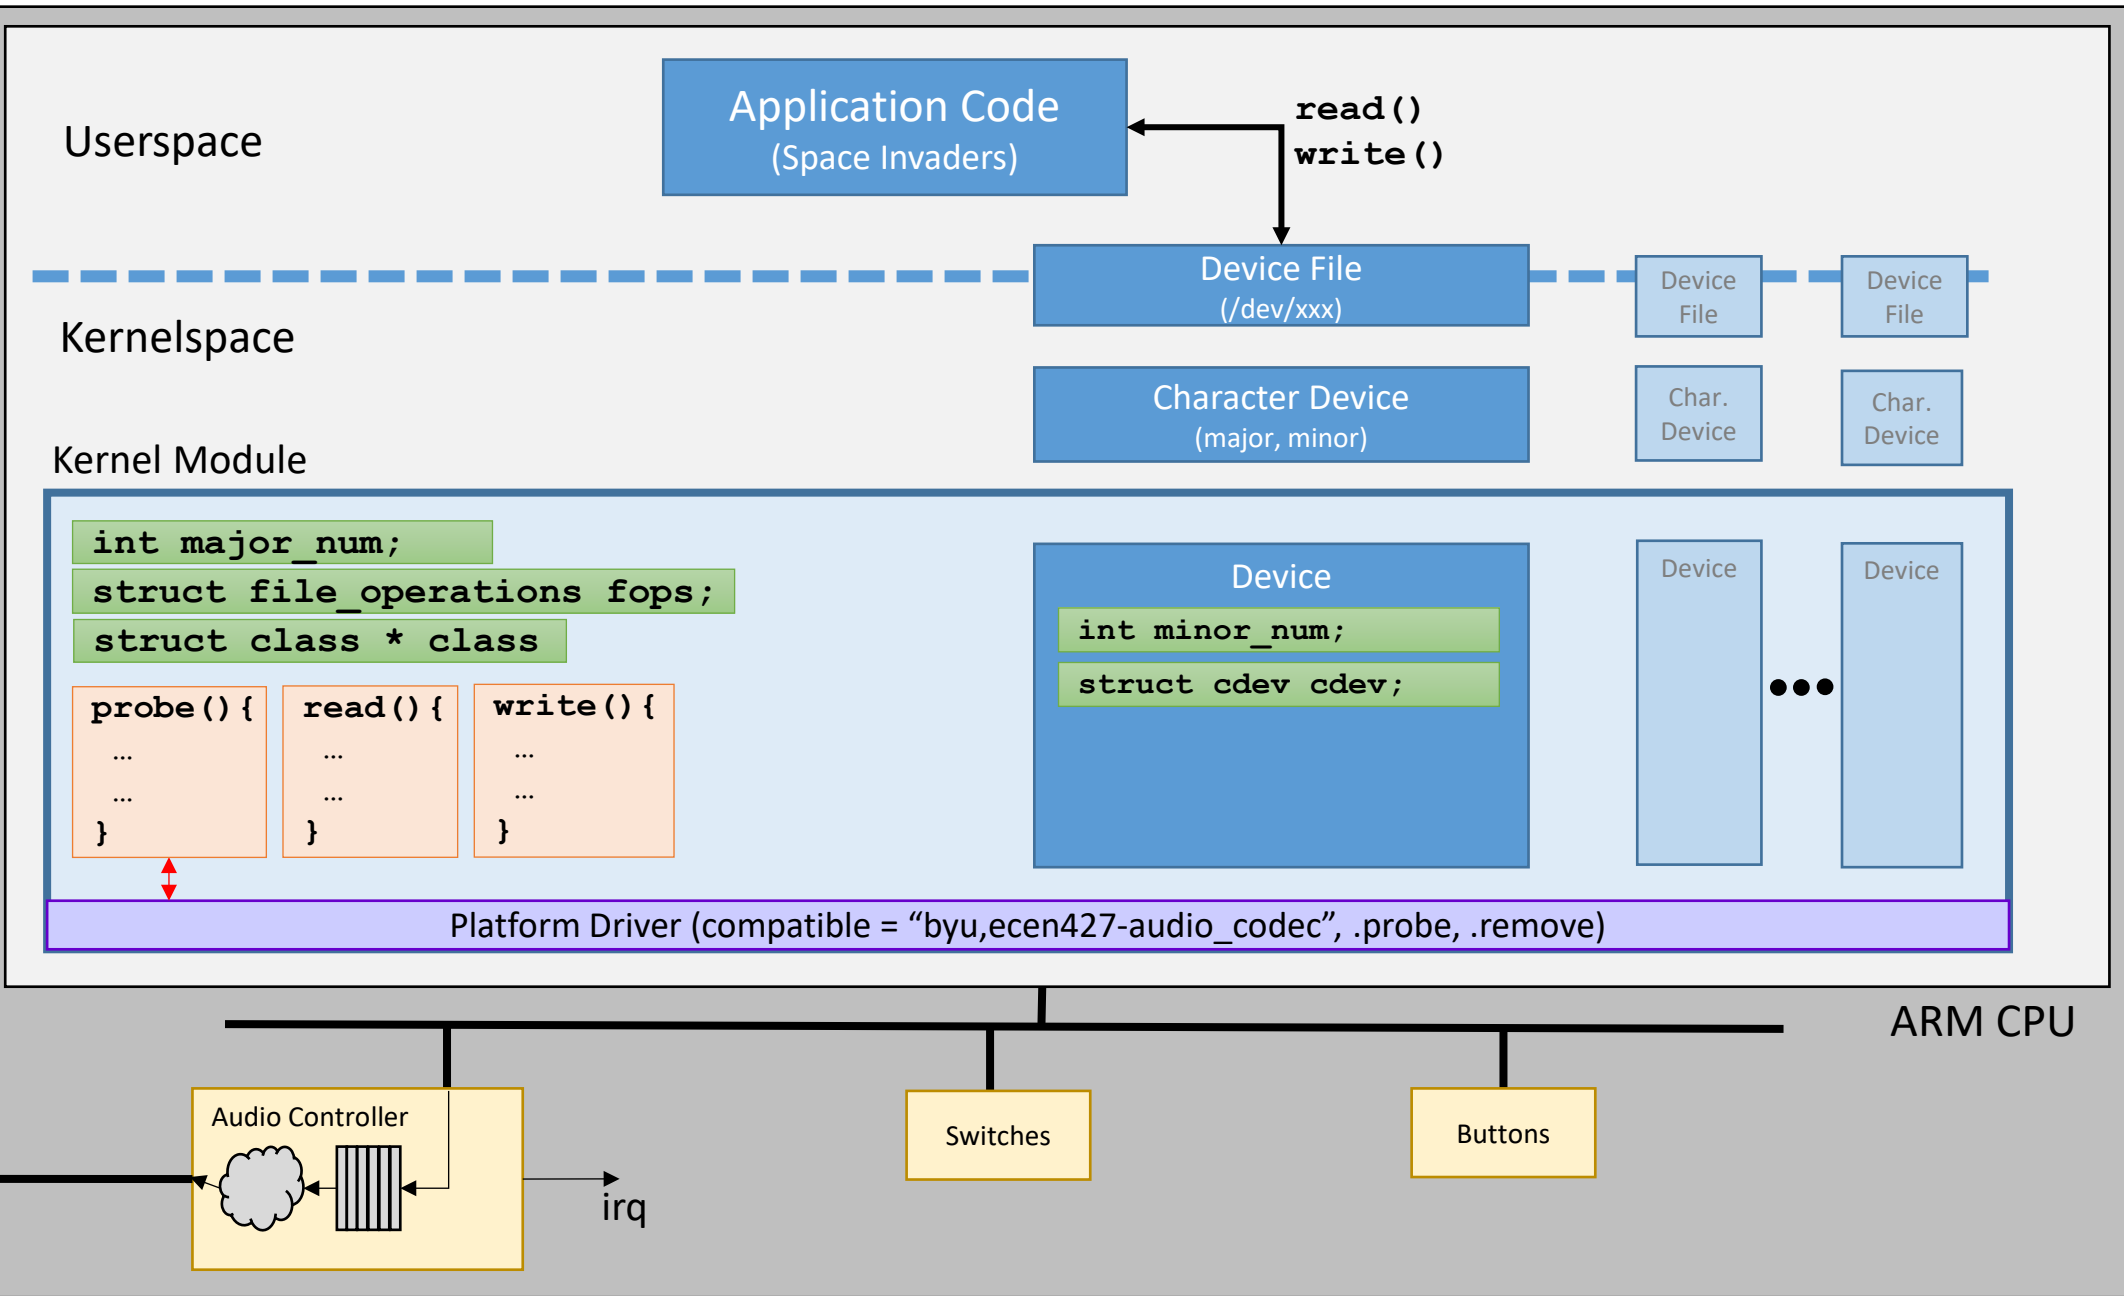 Userspace
Application Code
(Space Invaders)
read()
write()
Device File
(/dev/xxx)
Device
File
Device
File
Kernelspace
Character Device
(major, minor)
Char.
Device
Char.
Device
Kernel Module
int major_num;
struct file_operations fops;
struct class * class
probe(){
…
…
}
read(){
…
…
}
write(){
…
…
}
Device
int minor_num;
struct cdev cdev;
Device
Device
Platform Driver (compatible = “byu,ecen427-audio_codec”, .probe, .remove)
ARM CPU
Audio Controller
irq
Switches
Buttons